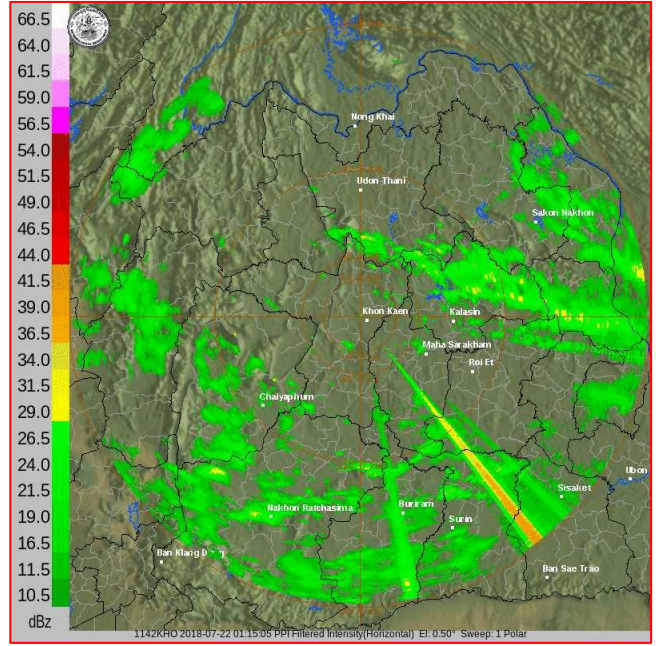 66.5
64.0
61.5
59.0
56.5
54.0
51.5
49.0
46.5
44.0
41.5
39.0
36.5
34.0
31.5
29.0
26.5
24.0
21.5
19.0
16.5
11.5
10.5
dBz
Nong Khai
Udon Thani
Sakon Nakhon
Khon Kaen
Kalasin
Maha Sarakham
Roi Et
Chaiyaphum
Ubon
Sisaket
Nakhon Ratchasima
Buriram
Surin
Ban Klang D
Ban Sae Trao
1142KHO 2018-07-22 01:15:05 PPI Filtered Intensity(Horizontal) El: 0.50° Sweep: 1 Polar